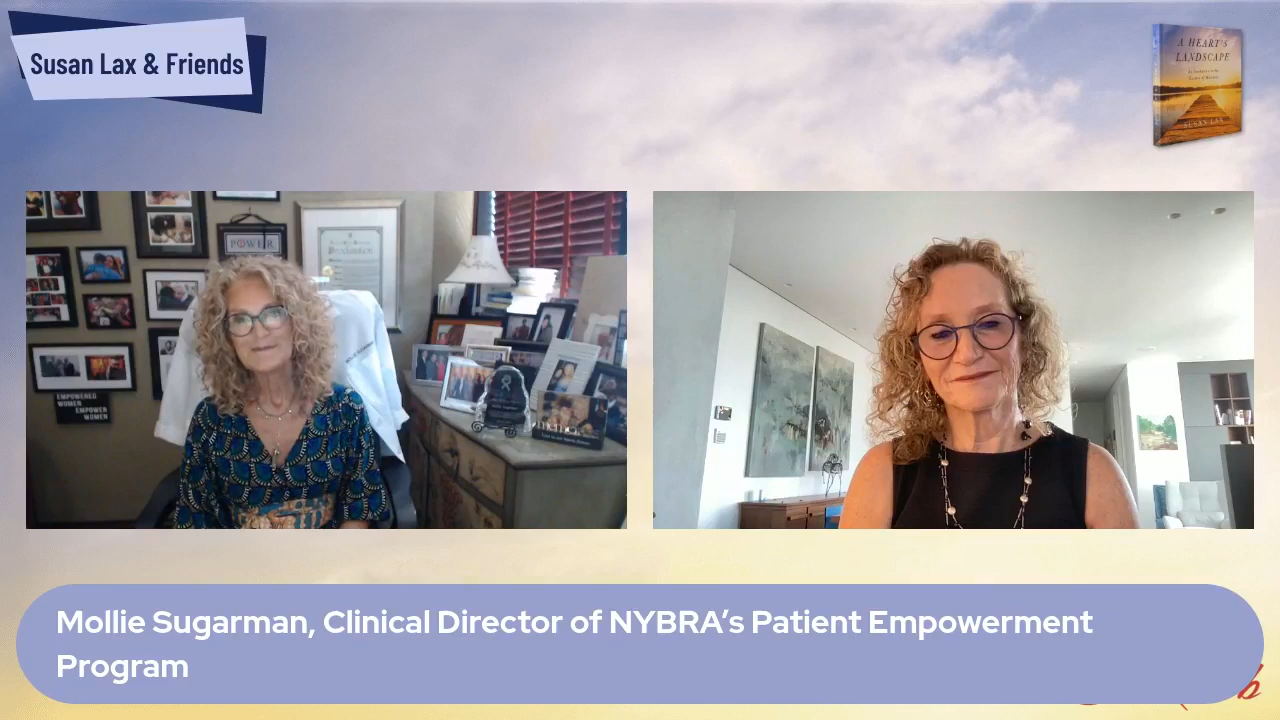 Susan Lax & Friends
A HEART'S
LANDSCAPE
SUSAN LAX
POWER
Proclamation
EMPOWERED
WOMEN
EMPOWER
WOMEN
Mollie Sugarman, Clinical Director of NYBRA’s Patient Empowerment
Program